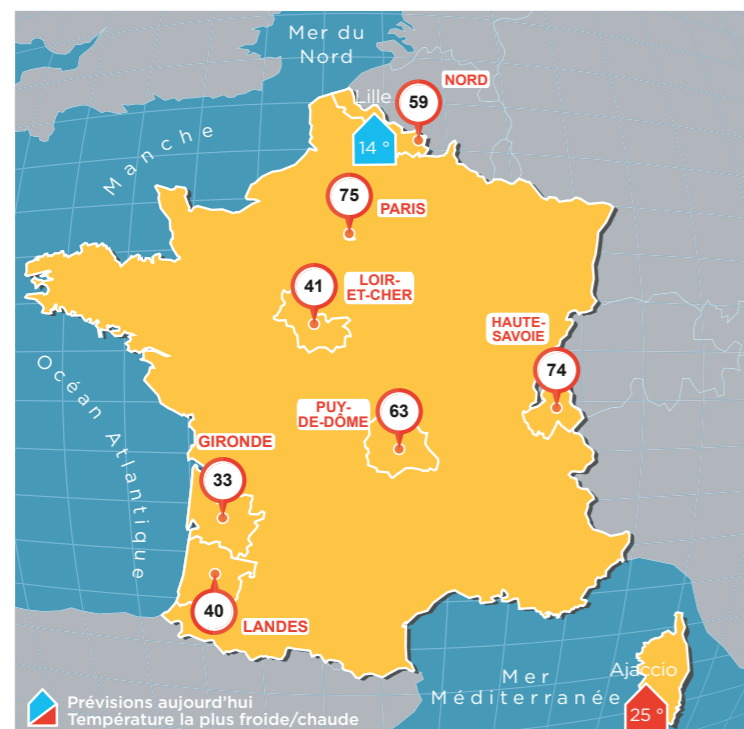 Mer du
Nord
NORD
Lille
59
14 °
Manche
75
PARIS
41
LOIR-
ET-CHER
HAUTE-
SAVOIE
74
Océan Atlantique
PUY-
DE-DÔME
63
GIRONDE
33
40
LANDES
Mer
Méditerranée
Ajaccio
25 °
Prévisions aujourd'hui
Température la plus froide/chaude